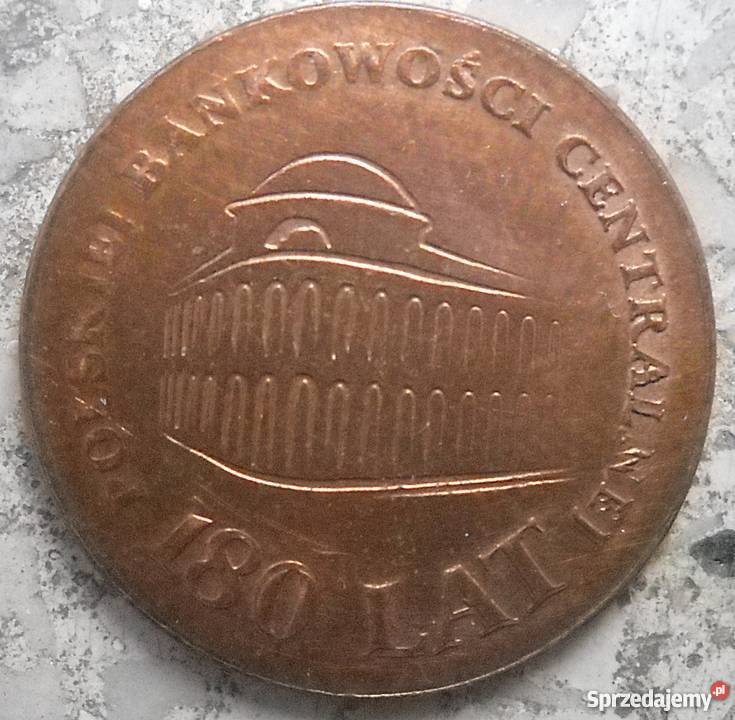 180 LAT
POLSKIEJ BANKOWOŚCI CENTRALNEJ
Sprzedajemy.pl